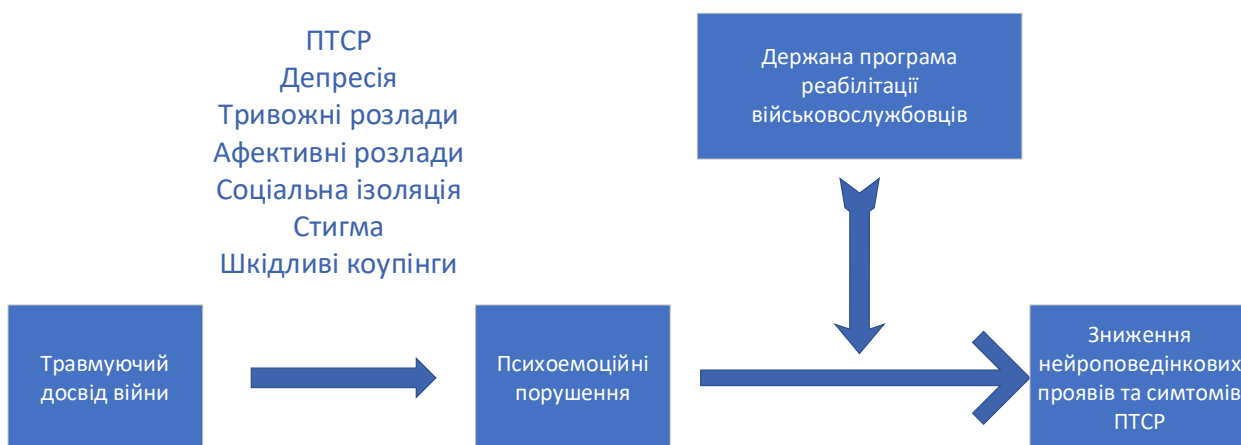 ПТСР
Депресія
Тривожні розлади
Афективні розлади
Соціальна ізоляція
Стигма
Шкідливі коупінги
Держана програма
реабілітації
військовослужбовців
Травмуючий
досвід війни
Психоемоційні
порушення
Зниження
нейроповедінкових
проявів та симтомів
ПТСР